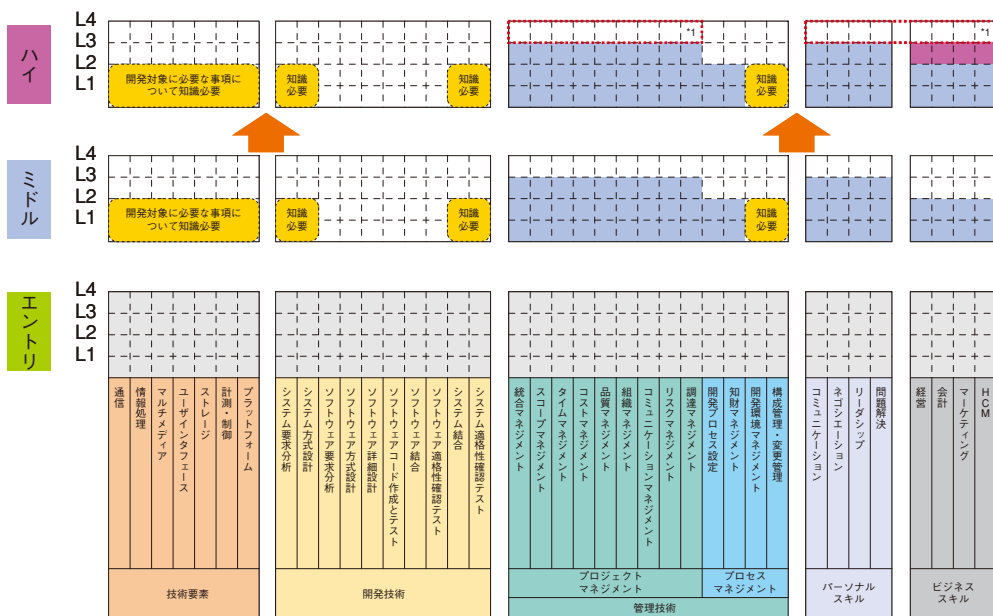 ハイ
L4
L3
L2
L1
開発対象に必要な事項に
ついて知識必要
知識
必要
知識
必要
*1
知識
必要
*1
ミドル
L4
L3
L2
L1
開発対象に必要な事項に
ついて知識必要
知識
必要
知識
必要
知識
必要
エントリ
L4
L3
L2
L1
通信
情報処理
マルチメディア
ユーザインタフェース
ストレージ
計測・制御
プラットフォーム
技術要素
システム要求分析
システム方式設計
ソフトウェア要求分析
ソフトウェア方式設計
ソフトウェア詳細設計
ソフトウェアコード作成とテスト
ソフトウェア結合
ソフトウェア適格性確認テスト
システム結合
システム適格性確認テスト
開発技術
統合マネジメント
スコープマネジメント
タイムマネジメント
コストマネジメント
品質マネジメント
組織マネジメント
コミュニケーションマネジメント
リスクマネジメント
調達マネジメント
開発プロセス設定
知財マネジメント
開発環境マネジメント
構成管理・変更管理
プロジェクト
マネジメント
プロセス
マネジメント
管理技術
コミュニケーション
ネゴシエーション
リーダシップ
問題解決
パーソナル
スキル
経営
会計
マーケティング
HCM
ビジネス
スキル